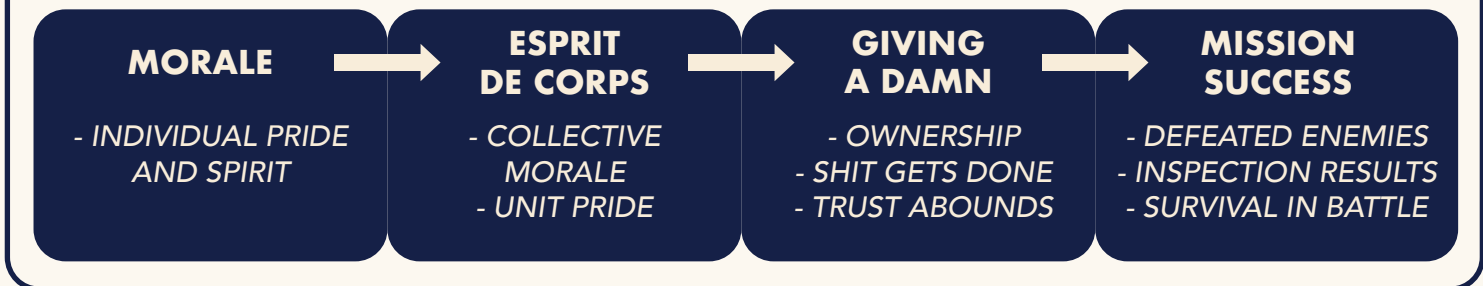 MORALE
- INDIVIDUAL PRIDE
AND SPIRIT
ESPRIT
DE CORPS
- COLLECTIVE
MORALE
- UNIT PRIDE
GIVING
A DAMN
- OWNERSHIP
- SHIT GETS DONE
- TRUST ABOUNDS
MISSION
SUCCESS
- DEFEATED ENEMIES
- INSPECTION RESULTS
- SURVIVAL IN BATTLE